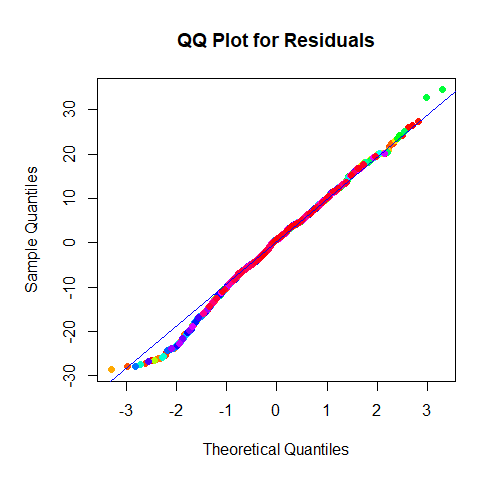 QQ Plot for Residuals
Sample Quantiles
30
20
10
0
-10
-20
-30
-3 -2 -1 0 1 2 3
Theoretical Quantiles